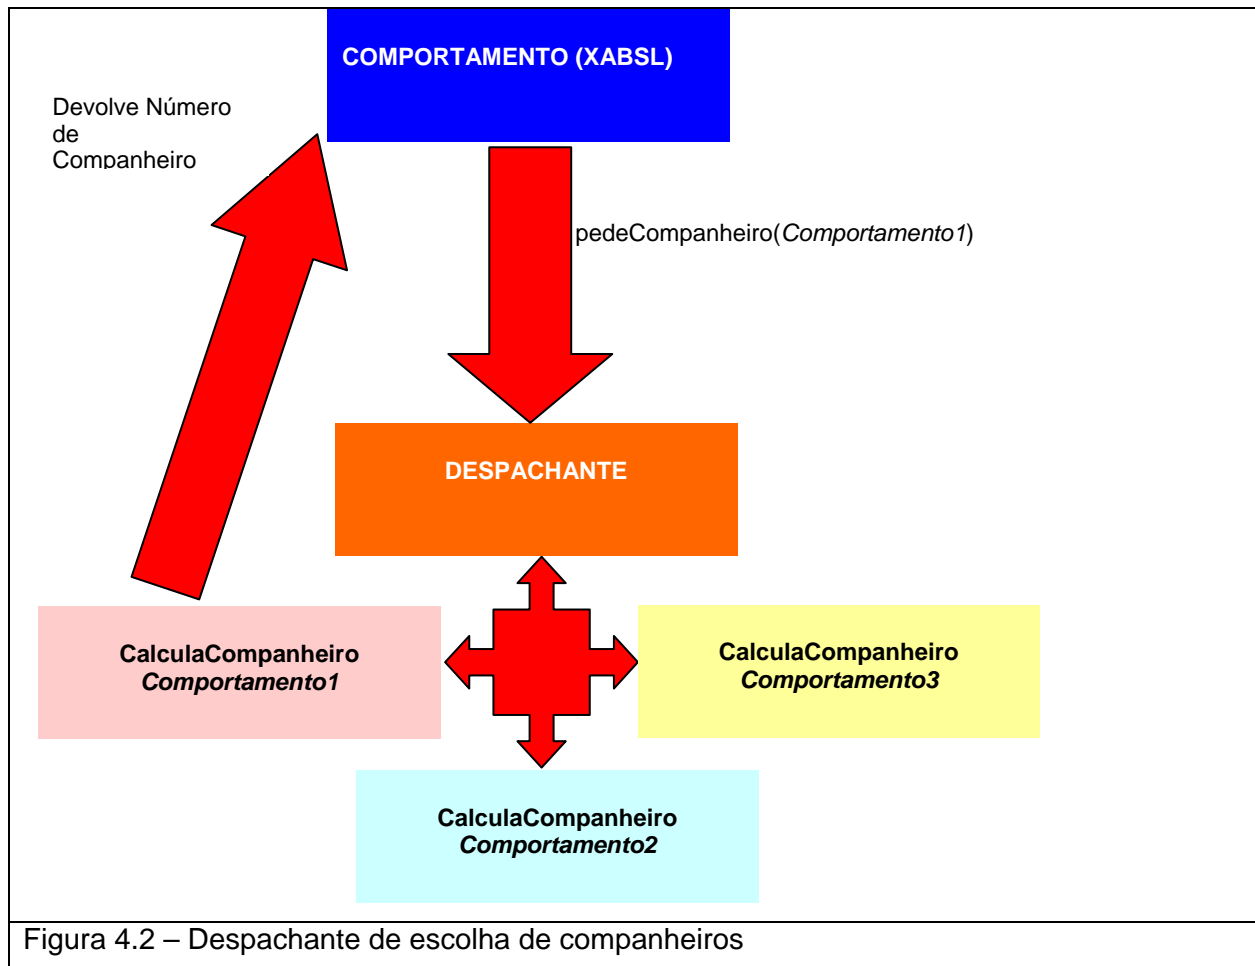 COMPORTAMENTO (XABSL)
Devolve Número
de
Companheiro
pedeCompanheiro(Comportamento1)
DESPACHANTE
CalculaCompanheiro
Comportamento1
CalculaCompanheiro
Comportamento3
CalculaCompanheiro
Comportamento2
Figura 4.2 – Despachante de escolha de companheiros